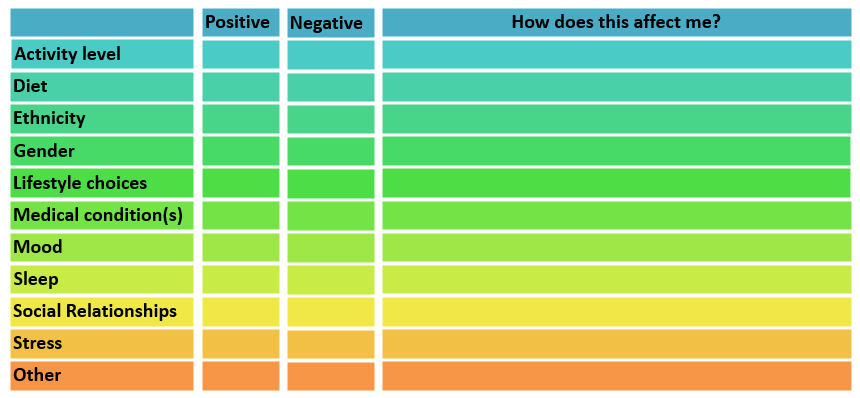 Positive Negative How does this affect me?
Activity level
Diet
Ethnicity
Gender
Lifestyle choices
Medical condition(s)
Mood
Sleep
Social Relationships
Stress
Other